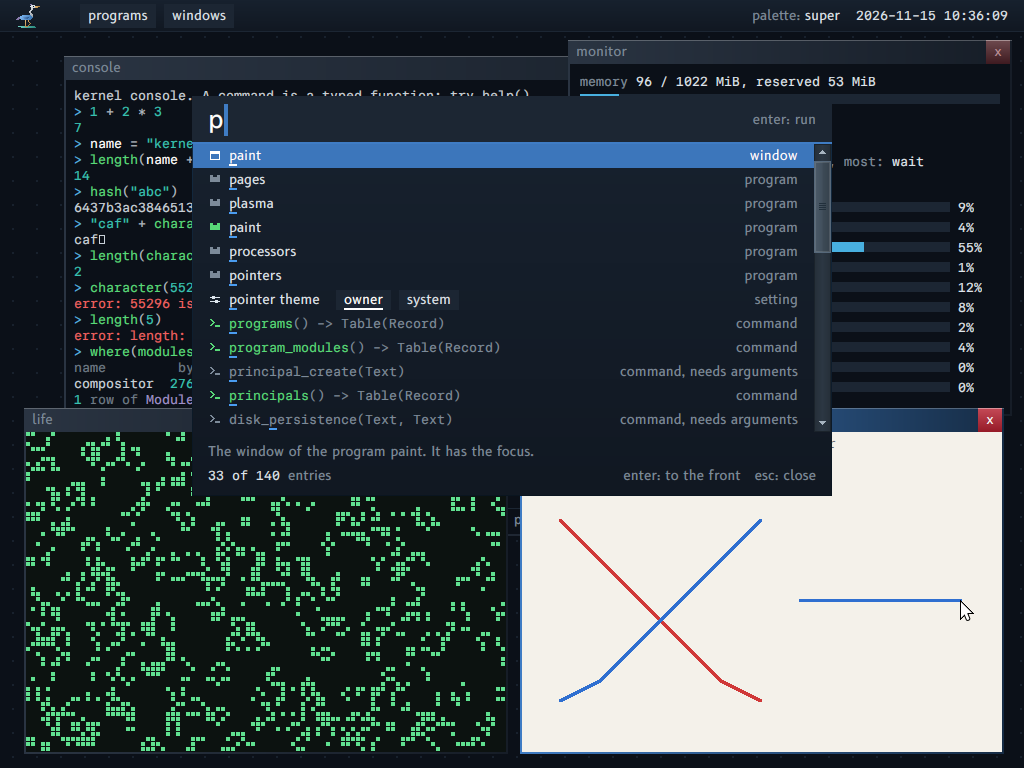 programs windows palette: super 2026-11-15 10:36:09
console
kernel console. A command is a typed function: try help()
> 1 + 2 * 3
7
> name = "kerne
> length(name +
14
> hash("abc")
6437b3ac3846513
> "caf" + chara
caf
> length(charac
2
> character(552
error: 55296 is
> length(5)
error: length:
> where(modules
name by
compositor 276
1 row of Module
monitor x
memory 96 / 1022 MiB, reserved 53 MiB
, most: wait
9%
4%
55%
1%
12%
8%
2%
4%
0%
0%
p enter: run
paint window
pages program
plasma program
paint program
processors program
pointers program
pointer theme owner system setting
programs() -> Table(Record) command
program_modules() -> Table(Record) command
principal_create(Text) command, needs arguments
principals() -> Table(Record) command
disk_persistence(Text, Text) command, needs arguments
The window of the program paint. It has the focus.
33 of 140 entries enter: to the front esc: close
life
x
r
p